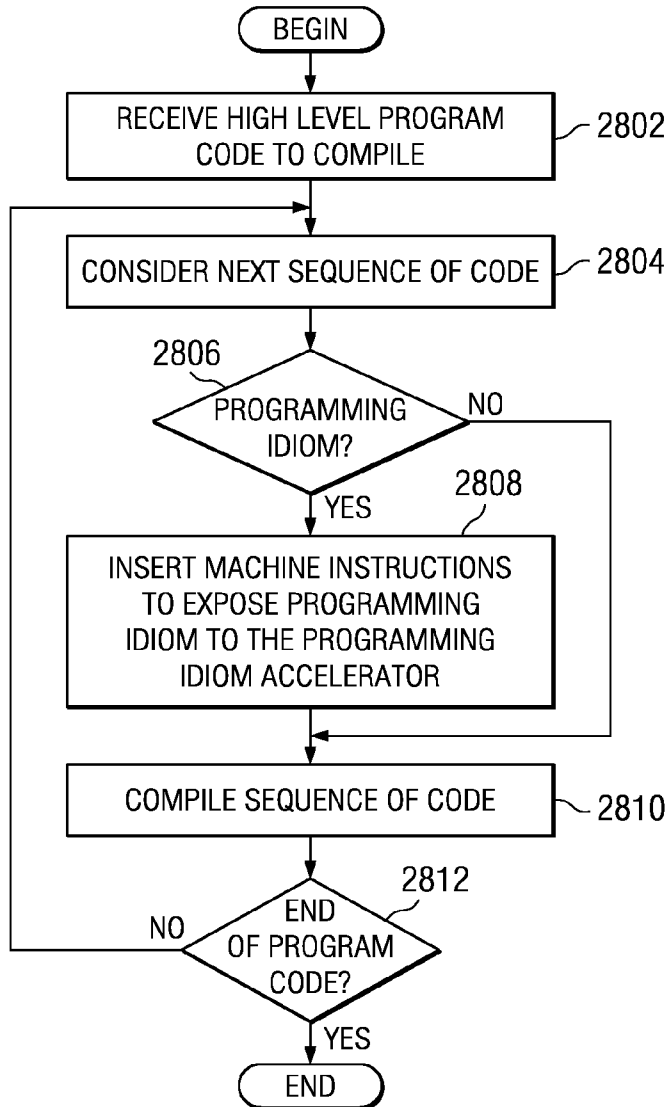 BEGIN
RECEIVE HIGH LEVEL PROGRAM
CODE TO COMPILE
2802
CONSIDER NEXT SEQUENCE OF CODE
2804
2806
PROGRAMMING
IDIOM?
NO
YES
2808
INSERT MACHINE INSTRUCTIONS
TO EXPOSE PROGRAMMING
IDIOM TO THE PROGRAMMING
IDIOM ACCELERATOR
COMPILE SEQUENCE OF CODE
2810
2812
NO
END
OF PROGRAM
CODE?
YES
END